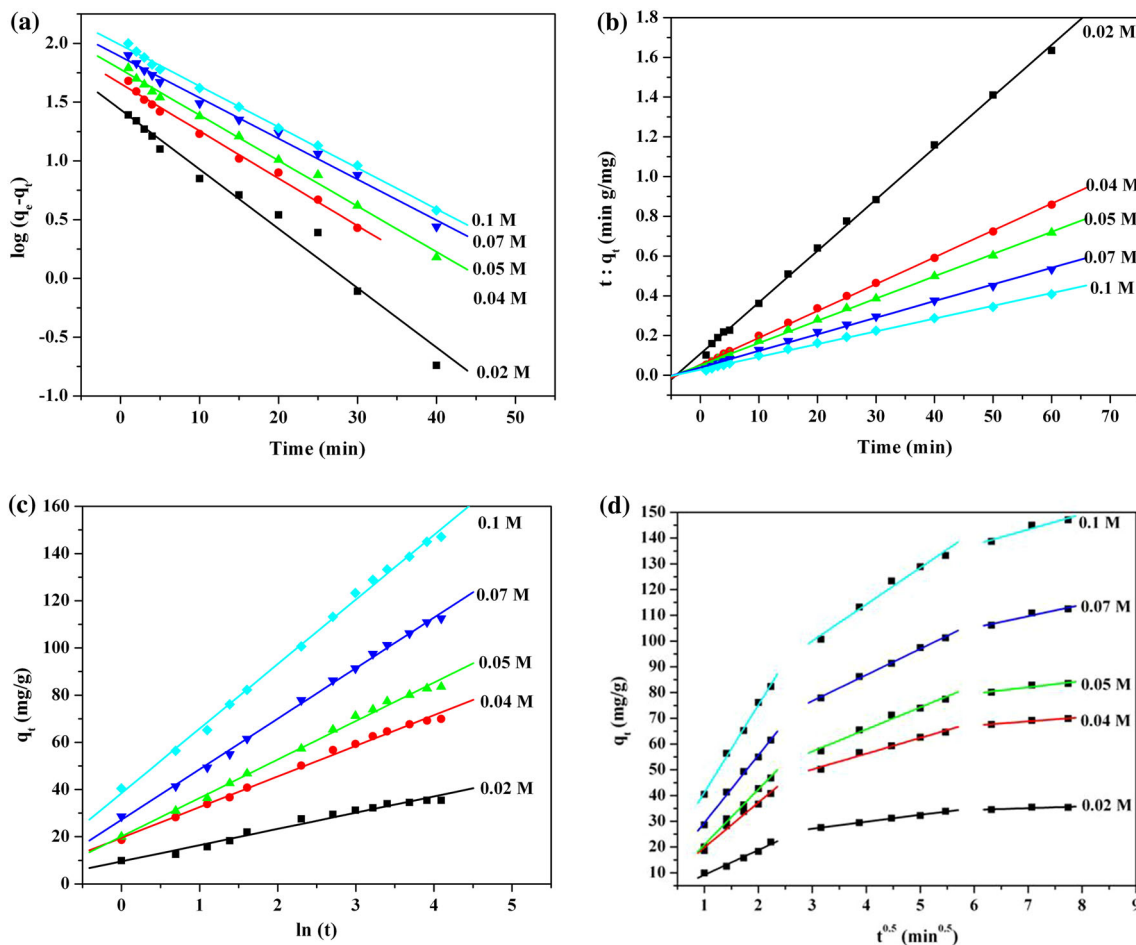 (a)
2.0
1.5
1.0
0.5
0.0
-0.5
-1.0
log (qe-qt)
0.1 M
0.07 M
0.05 M
0.04 M
0.02 M
0 10 20 30 40 50
Time (min)
(b)
1.8
1.6
1.4
1.2
1.0
0.8
0.6
0.4
0.2
0.0
t : qt (min g/mg)
0.02 M
0.04 M
0.05 M
0.07 M
0.1 M
0 10 20 30 40 50 60 70
Time (min)
(c)
160
140
120
100
80
60
40
20
0
qt (mg/g)
0.1 M
0.07 M
0.05 M
0.04 M
0.02 M
0 1 2 3 4 5
ln (t)
(d)
150
140
130
120
110
100
90
80
70
60
50
40
30
20
10
qt (mg/g)
0.1 M
0.07 M
0.05 M
0.04 M
0.02 M
1 2 3 4 5 6 7 8 9
t0.5 (min0.5)